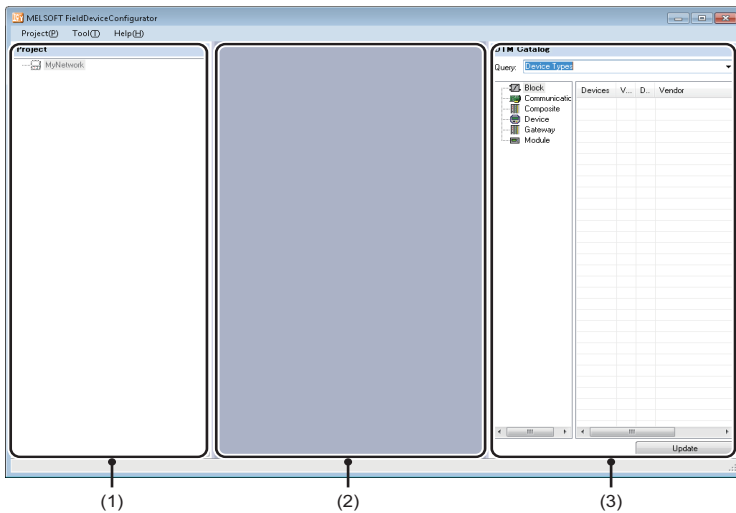 MELSOFT FieldDeviceConfigurator
Project(P) Tool(T) Help(H)
Project
MyNetwork
DTM Catalog
Query: Device Types
Block
Communicatic
Composite
Device
Gateway
Module
Devices V... D.. Vendor
Update
(1) (2) (3)